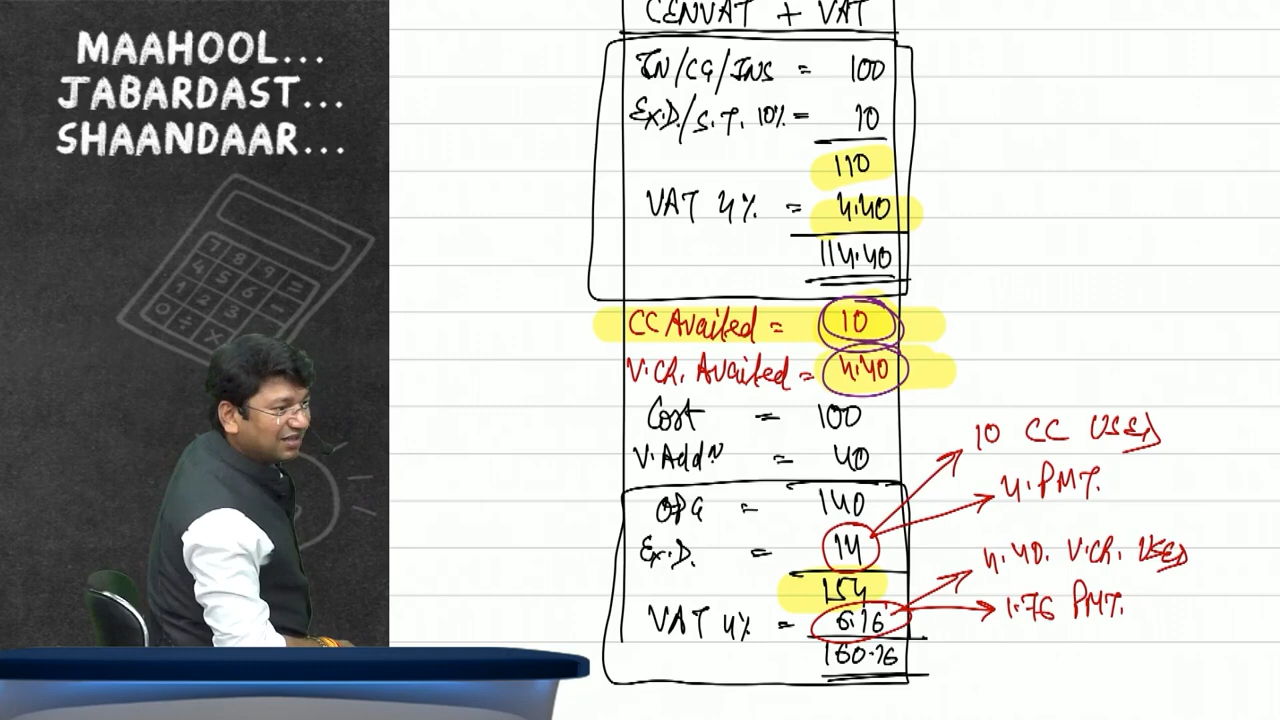 MAAHOOL...
JABARDAST...
SHAANDAAR...
CENVAT + VAT
IN/CG/INS = 100
EX.D./S.T. 10% = 10
110
VAT 4% = 4.40
114.40
CC Availed = 10
V.CR. Availed = 4.40
Cost = 100
V.Addn = 40
OPG = 140
Ex.D. = 14
154
VAT 4% = 6.16
160.16
10 CC USED
4. PMT.
4.40. V.CR. USED
1.76 PMT.